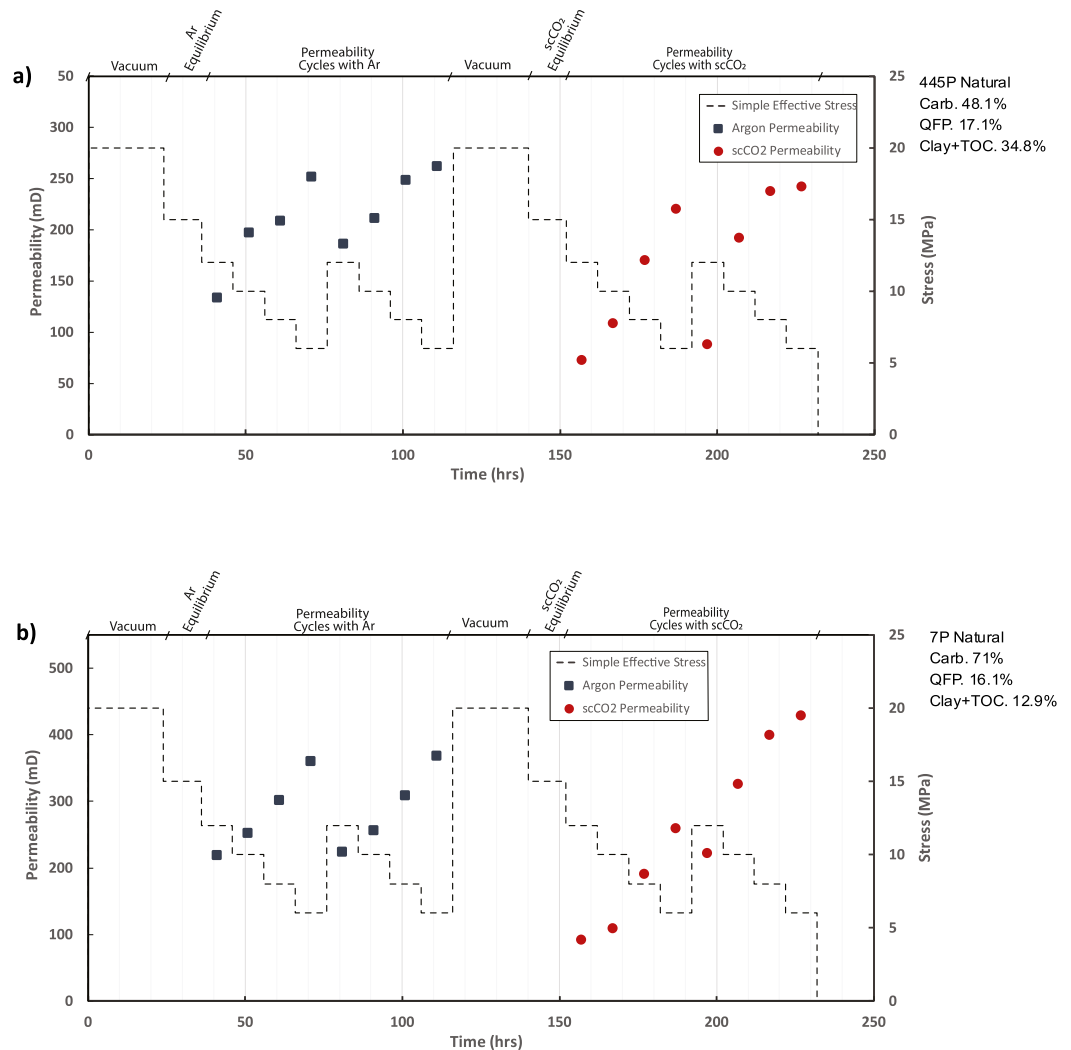 Ar
Equilibrium
scCO₂
Equilibrium
Vacuum
Permeability
Cycles with Ar
Vacuum
Permeability
Cycles with scCO₂
a)
50
300
250
200
150
100
50
0
Permeability (mD)
25
20
15
10
5
0
Stress (MPa)
Simple Effective Stress
Argon Permeability
scCO2 Permeability
445P Natural
Carb. 48.1%
QFP. 17.1%
Clay+TOC. 34.8%
0 50 100 150 200 250
Time (hrs)
Ar
Equilibrium
scCO₂
Equilibrium
Vacuum
Permeability
Cycles with Ar
Vacuum
Permeability
Cycles with scCO₂
b)
500
400
300
200
100
0
Permeability (mD)
25
20
15
10
5
0
Stress (MPa)
Simple Effective Stress
Argon Permeability
scCO2 Permeability
7P Natural
Carb. 71%
QFP. 16.1%
Clay+TOC. 12.9%
0 50 100 150 200 250
Time (hrs)